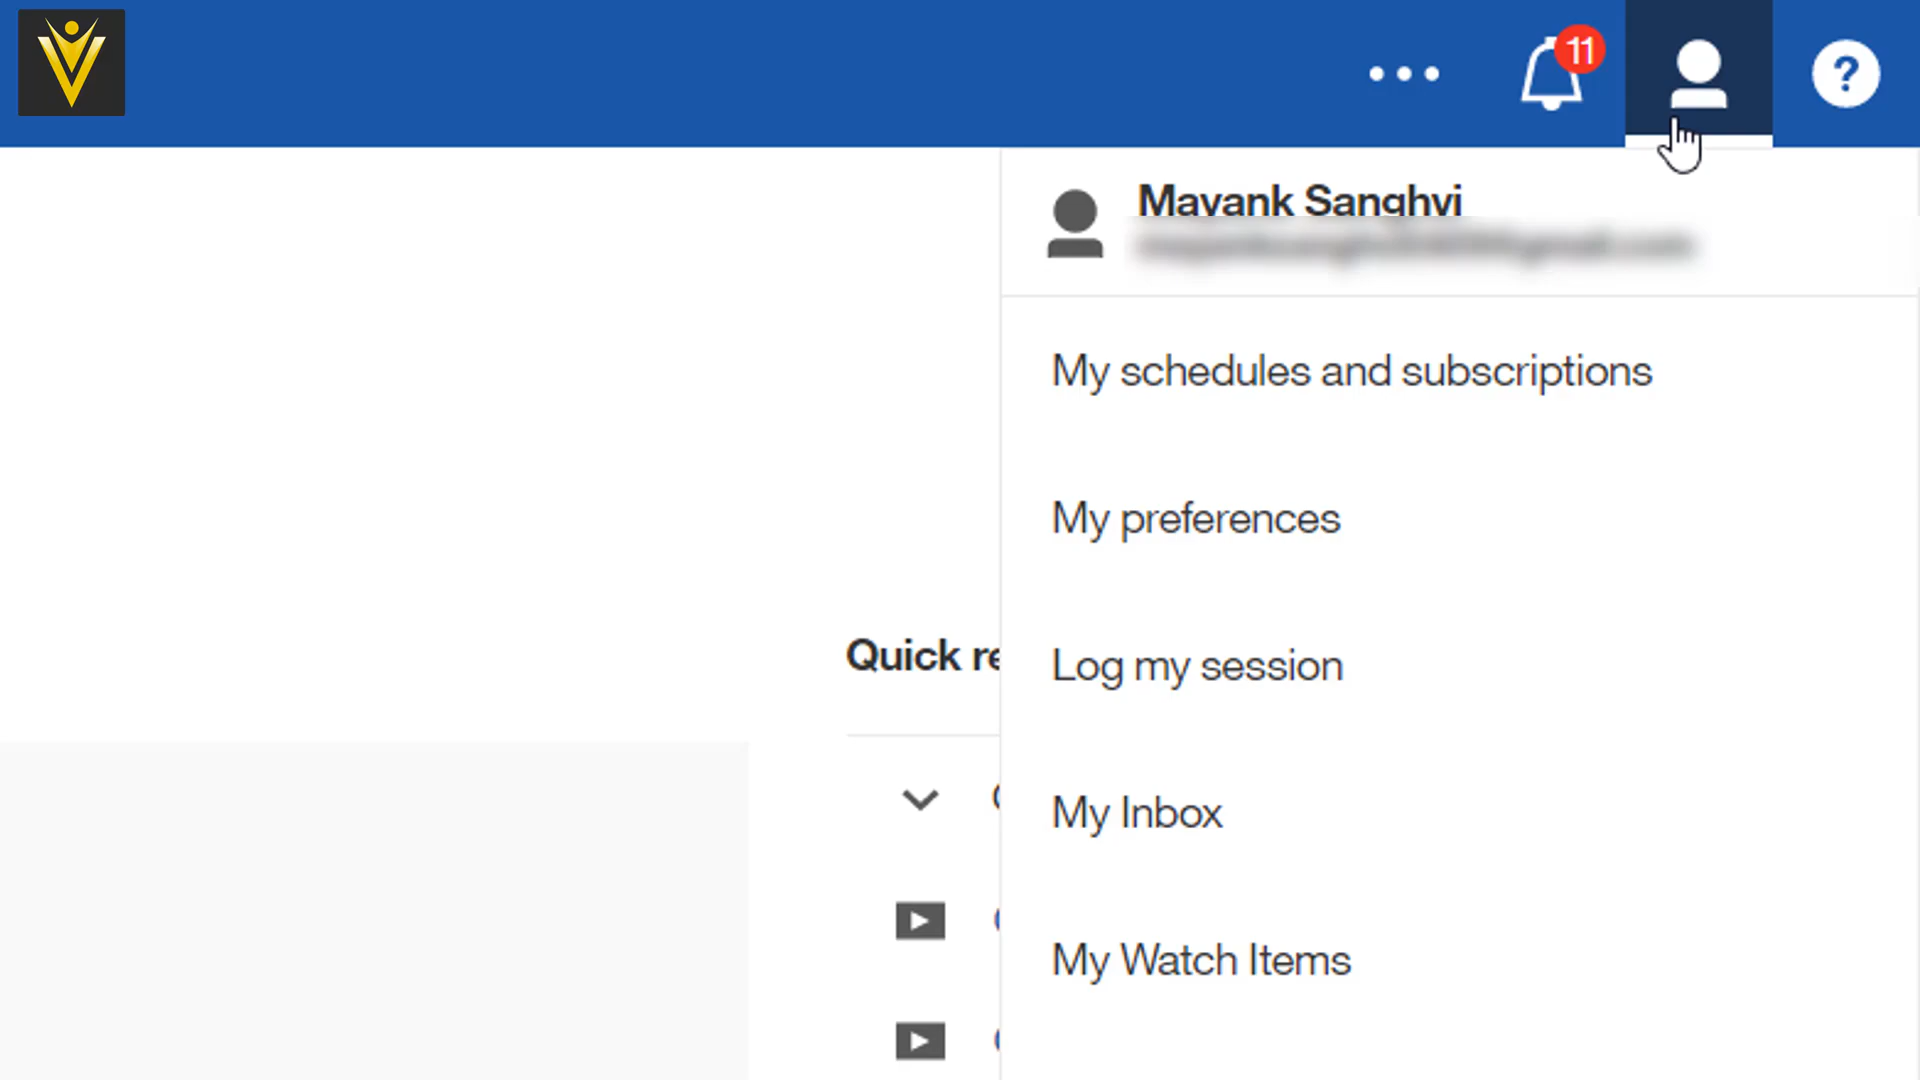 11
?
Mayank Sanghvi
My schedules and subscriptions
My preferences
Quick re
Log my session
My Inbox
My Watch Items